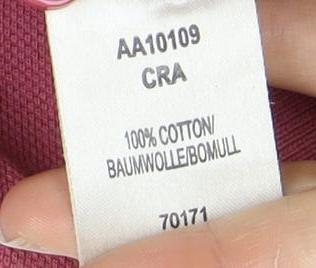 AA10109
CRA
100% COTTON/
BAUMWOLLE/BOMULL
70171